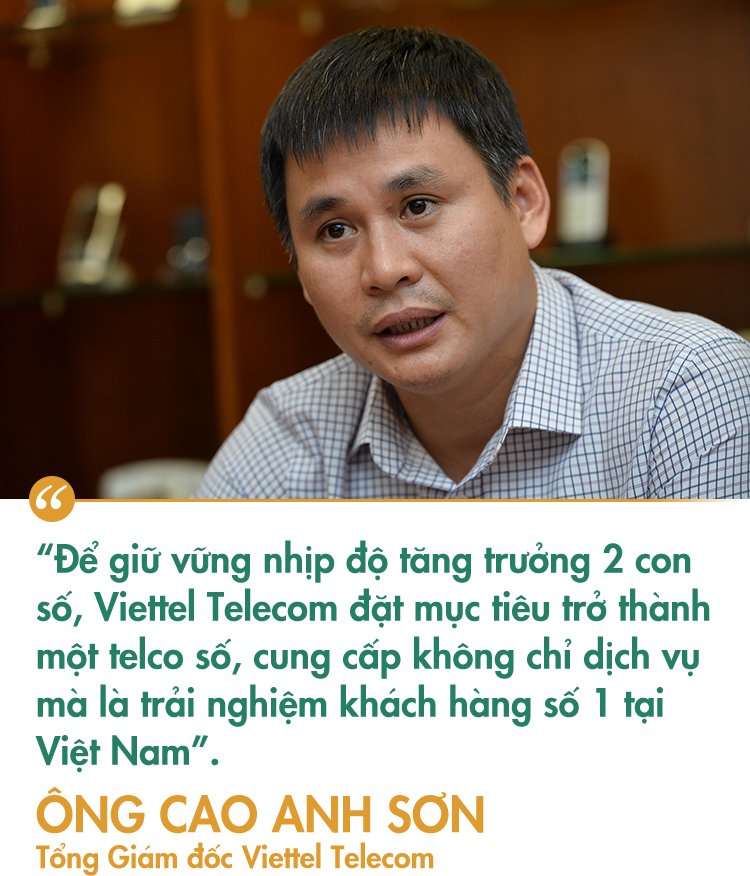 “Để giữ vững nhịp độ tăng trưởng 2 con
số, Viettel Telecom đặt mục tiêu trở thành
một telco số, cung cấp không chỉ dịch vụ
mà là trải nghiệm khách hàng số 1 tại
Việt Nam”.
ÔNG CAO ANH SƠN
Tổng Giám đốc Viettel Telecom